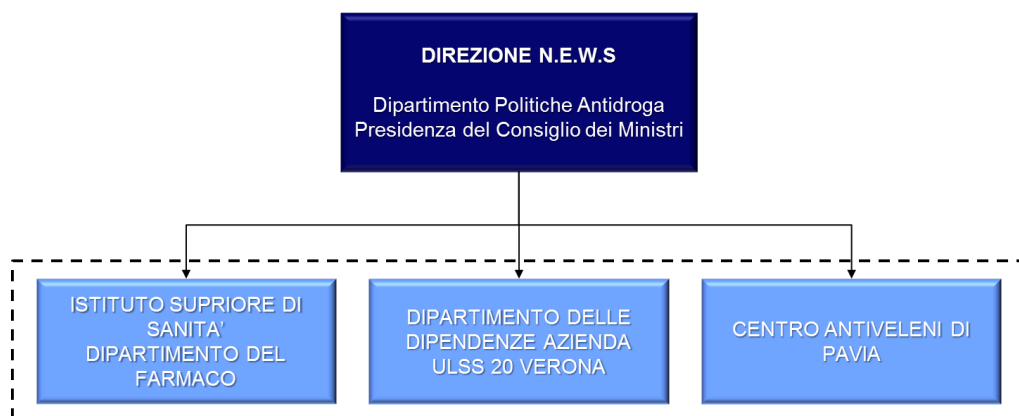 DIREZIONE N.E.W.S
Dipartimento Politiche Antidroga
Presidenza del Consiglio dei Ministri
ISTITUTO SUPRIORE DI
SANITA’
DIPARTIMENTO DEL
FARMACO
DIPARTIMENTO DELLE
DIPENDENZE AZIENDA
ULSS 20 VERONA
CENTRO ANTIVELENI DI
PAVIA